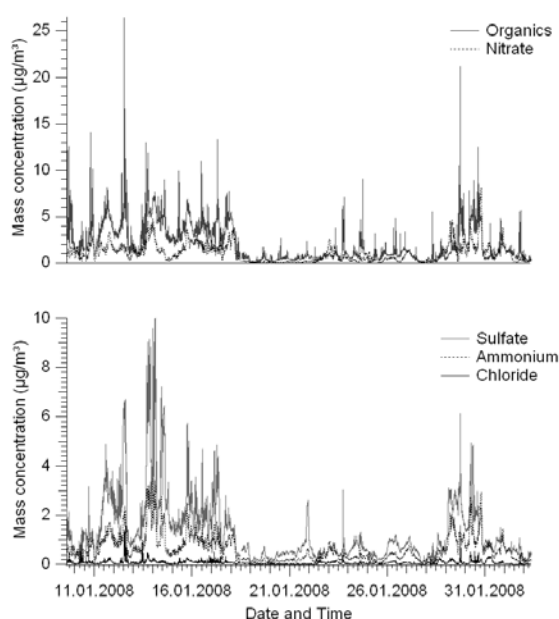 Mass concentration (µg/m³)
25
20
15
10
5
0
Organics
Nitrate
Mass concentration (µg/m³)
10
8
6
4
2
0
Sulfate
Ammonium
Chloride
11.01.2008 16.01.2008 21.01.2008 26.01.2008 31.01.2008
Date and Time